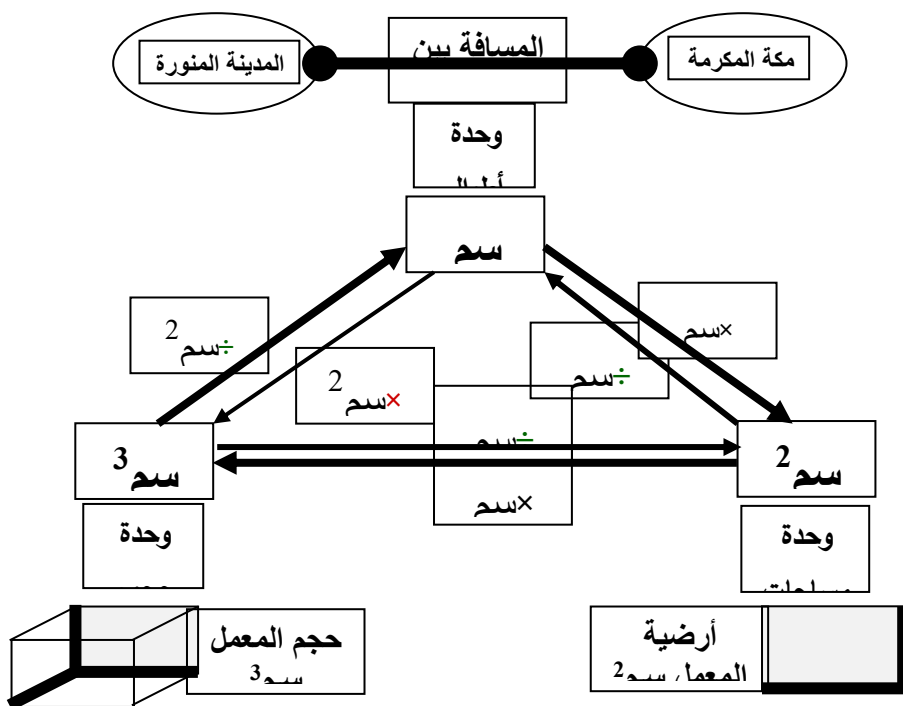 مكة المكرمة
المسافة بين
المدينة المنورة
وحدة
سم
÷سم2
×سم
×سم2
÷سم
÷سم
×سم
سم3
سم2
وحدة
وحدة
أرضية
المعمل سم2
حجم المعمل
سم3